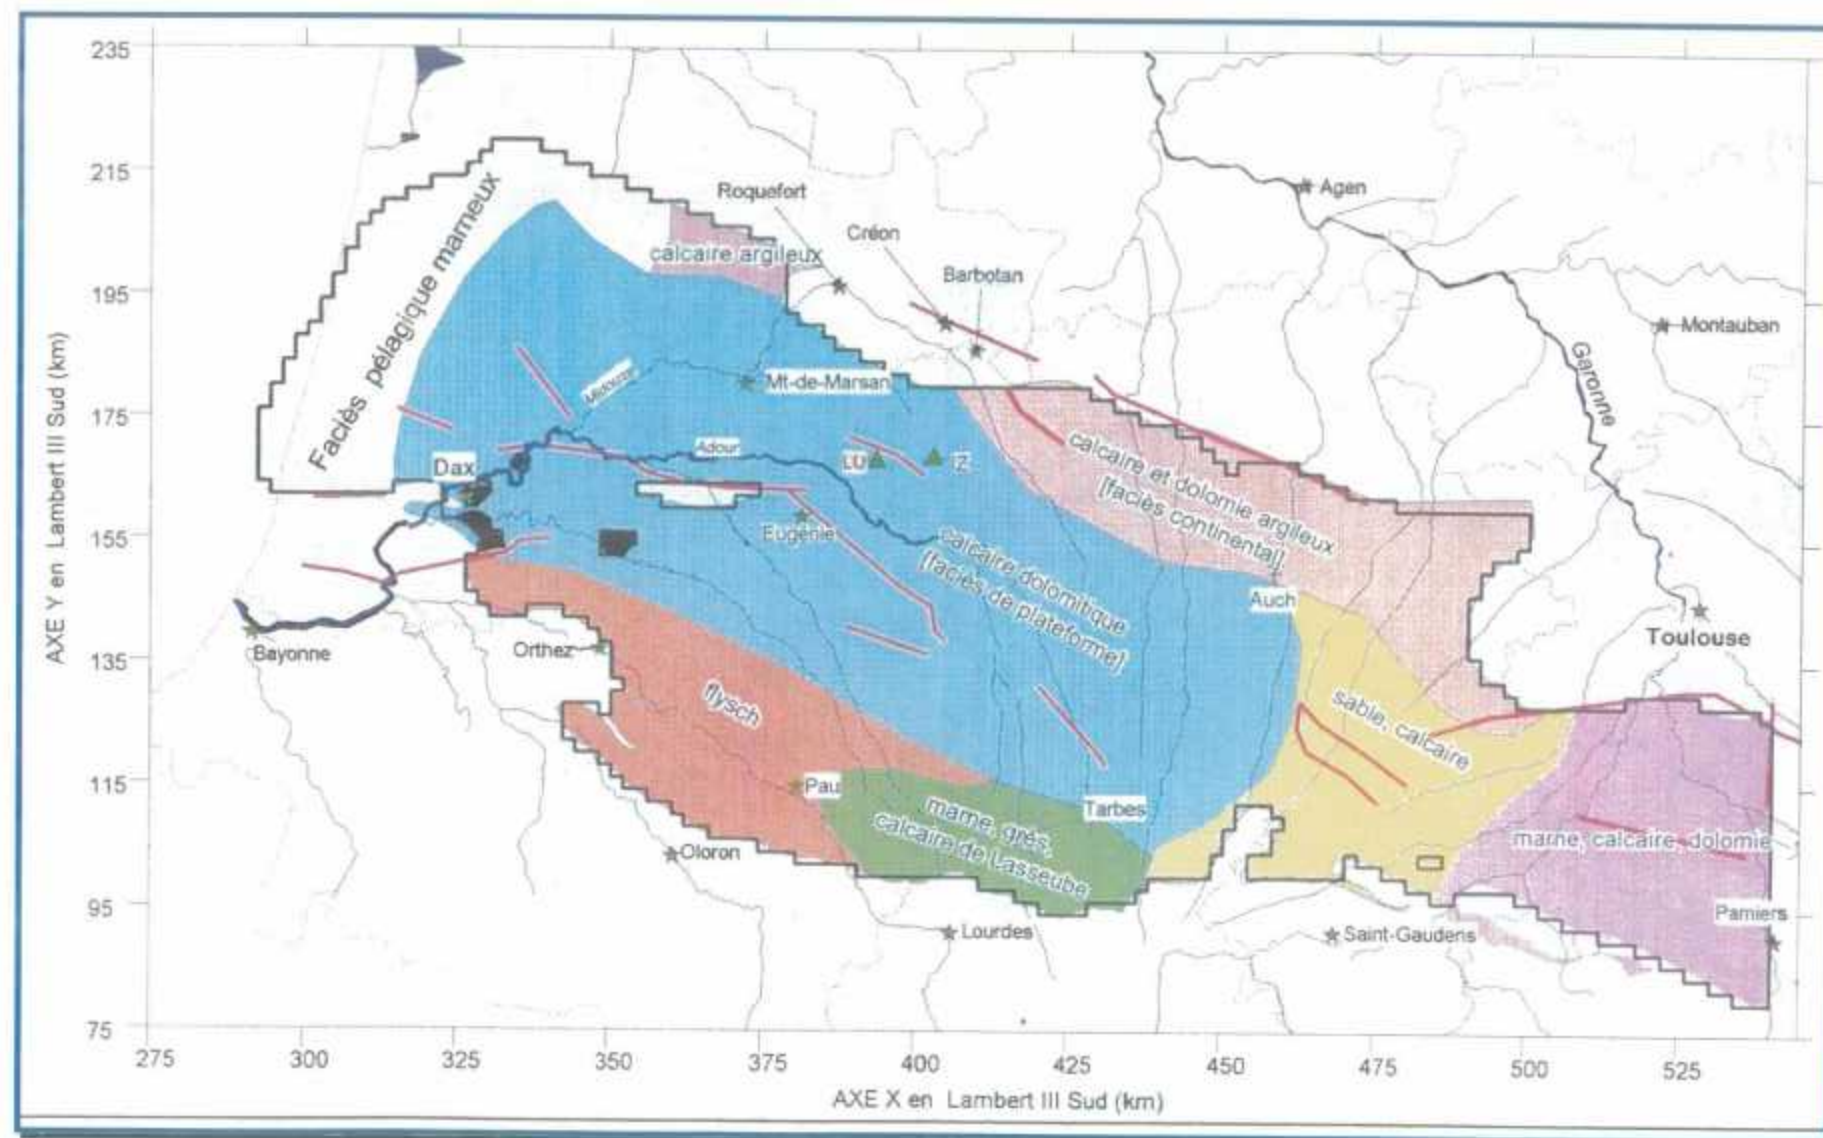 235
215
195
175
155
135
115
95
75
AXE Y en Lambert III Sud (km)
Roquefort
Agen
Créon
Barbotan
calcaire argileux
Faciès pélagique marneux
Montauban
Garonne
Midouze
Mt-de-Marsan
Adour
Dax
LU
IZ
calcaire et dolomie argileux
[faciès continental]
Eugénie
calcaire dolomitique
[faciès de plateforme]
Auch
Toulouse
Bayonne
Orthez
flysch
sable, calcaire
Pau
Tarbes
marne, grès,
calcaire de Lasseube
marne, calcaire, dolomie
Oloron
Lourdes
Saint-Gaudens
Pamiers
275
300
325
350
375
400
425
450
475
500
525
AXE X en Lambert III Sud (km)